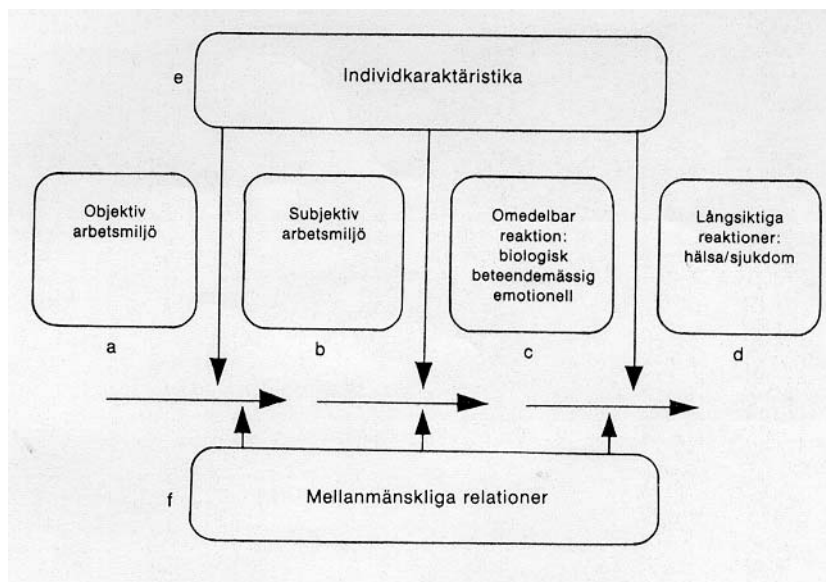 e
Individkaraktäristika
Objektiv
arbetsmiljö
a
Subjektiv
arbetsmiljö
b
Omedelbar
reaktion:
biologisk
beteendemässig
emotionell
c
Långsiktiga
reaktioner:
hälsa/sjukdom
d
f
Mellanmänskliga relationer